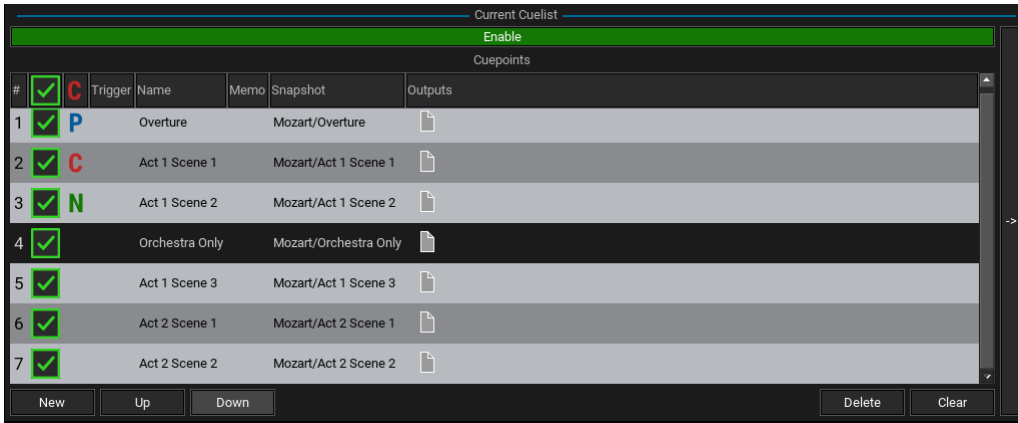 Current Cuelist
Enable
Cuepoints
# C Trigger Name Memo Snapshot Outputs
1 P Overture Mozart/Overture
2 C Act 1 Scene 1 Mozart/Act 1 Scene 1
3 N Act 1 Scene 2 Mozart/Act 1 Scene 2
4 Orchestra Only Mozart/Orchestra Only
5 Act 1 Scene 3 Mozart/Act 1 Scene 3
6 Act 2 Scene 1 Mozart/Act 2 Scene 1
7 Act 2 Scene 2 Mozart/Act 2 Scene 2
New Up Down Delete Clear
->